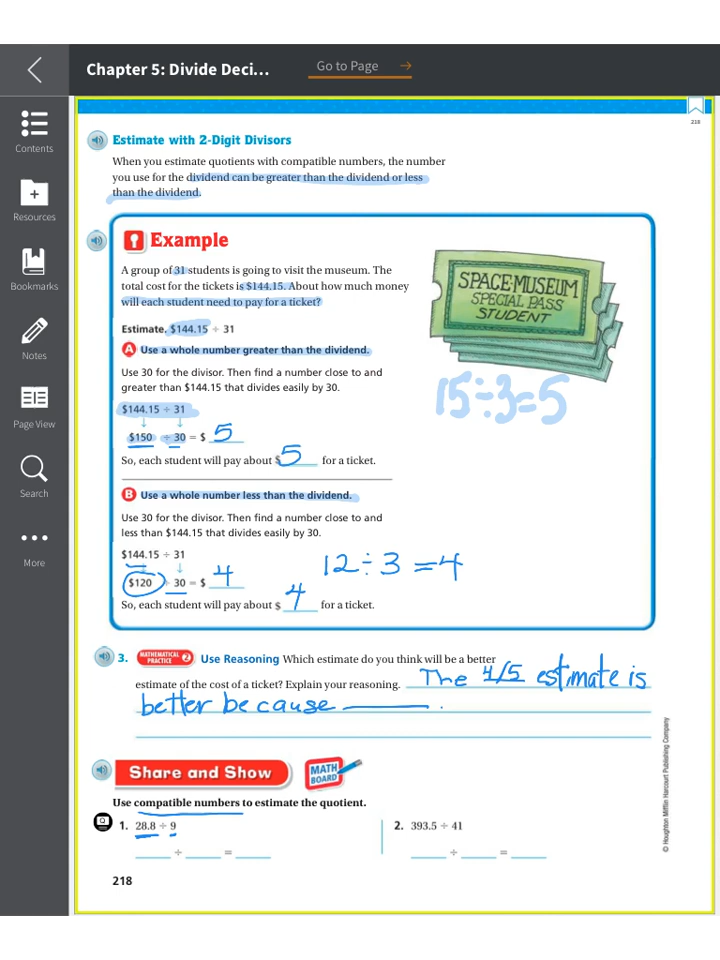 Chapter 5: Divide Deci...
Go to Page →
Contents
Resources
Bookmarks
Notes
Page View
Search
More
218
Estimate with 2-Digit Divisors
When you estimate quotients with compatible numbers, the number
you use for the dividend can be greater than the dividend or less
than the dividend.
Example
A group of 31 students is going to visit the museum. The
total cost for the tickets is $144.15. About how much money
will each student need to pay for a ticket?
SPACE-MUSEUM
SPECIAL PASS
STUDENT
Estimate. $144.15 ÷ 31
A Use a whole number greater than the dividend.
Use 30 for the divisor. Then find a number close to and
greater than $144.15 that divides easily by 30.
15÷3=5
$144.15 ÷ 31
↓ ↓
$150 ÷ 30 = $ 5
So, each student will pay about $ 5 for a ticket.
B Use a whole number less than the dividend.
Use 30 for the divisor. Then find a number close to and
less than $144.15 that divides easily by 30.
$144.15 ÷ 31
↓ ↓
12÷3=4
$120 ÷ 30 = $ 4
So, each student will pay about $ 4 for a ticket.
3. MATHEMATICAL PRACTICE 2 Use Reasoning Which estimate do you think will be a better
estimate of the cost of a ticket? Explain your reasoning. The 4/5 estimate is
better because ______.
Share and Show
MATH BOARD
Use compatible numbers to estimate the quotient.
1. 28.8 ÷ 9
2. 393.5 ÷ 41
___ ÷ ___ = ___
___ ÷ ___ = ___
218
© Houghton Mifflin Harcourt Publishing Company